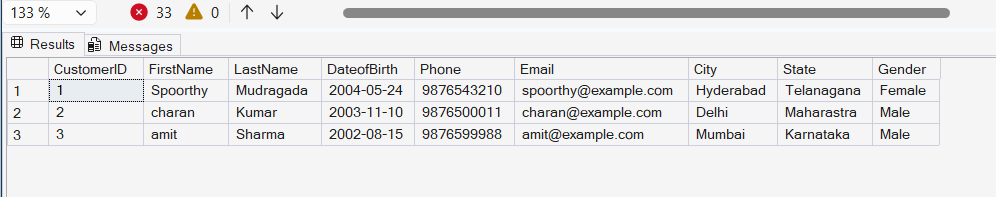 133 % 33 0
Results Messages
CustomerID FirstName LastName DateofBirth Phone Email City State Gender
1 1 Spoorthy Mudragada 2004-05-24 9876543210 spoorthy@example.com Hyderabad Telanagana Female
2 2 charan Kumar 2003-11-10 9876500011 charan@example.com Delhi Maharastra Male
3 3 amit Sharma 2002-08-15 9876599988 amit@example.com Mumbai Karnataka Male